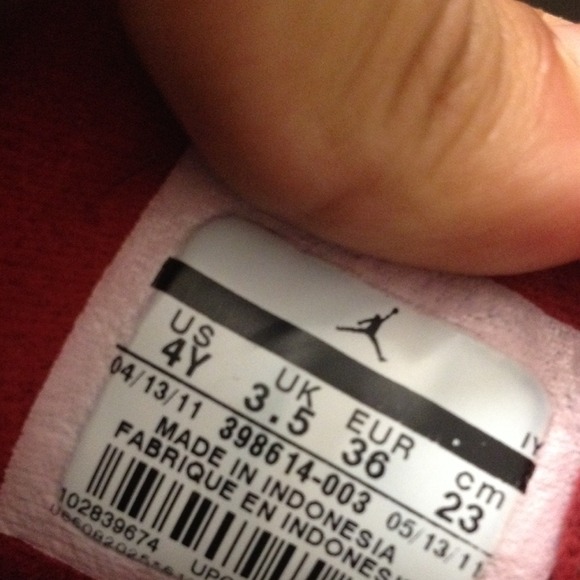 IY
US UK EUR cm
4Y 3.5 36 23
04/13/11 398614-003 05/13/11
MADE IN INDONESIA
FABRIQUE EN
102839674